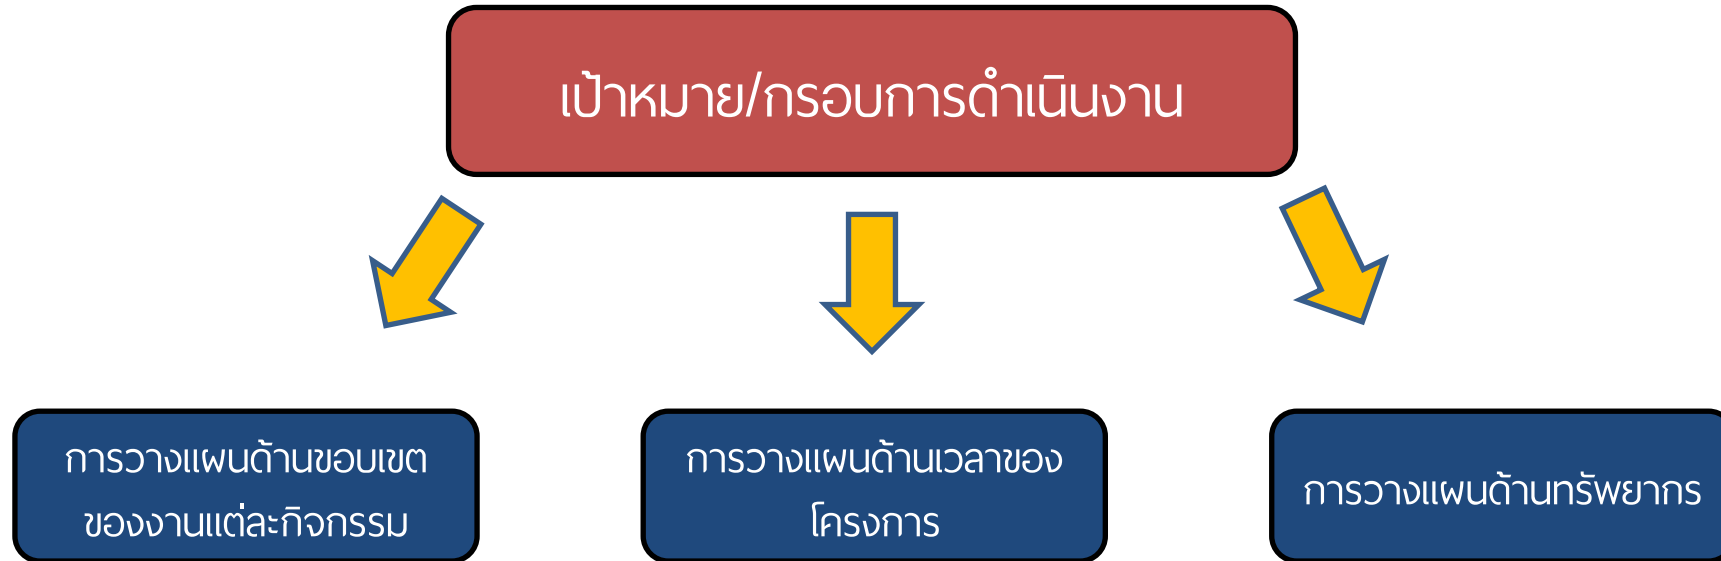 เป้าหมาย/กรอบการดำเนินงาน
การวางแผนด้านขอบเขต
ของงานแต่ละกิจกรรม
การวางแผนด้านเวลาของ
โครงการ
การวางแผนด้านทรัพยากร